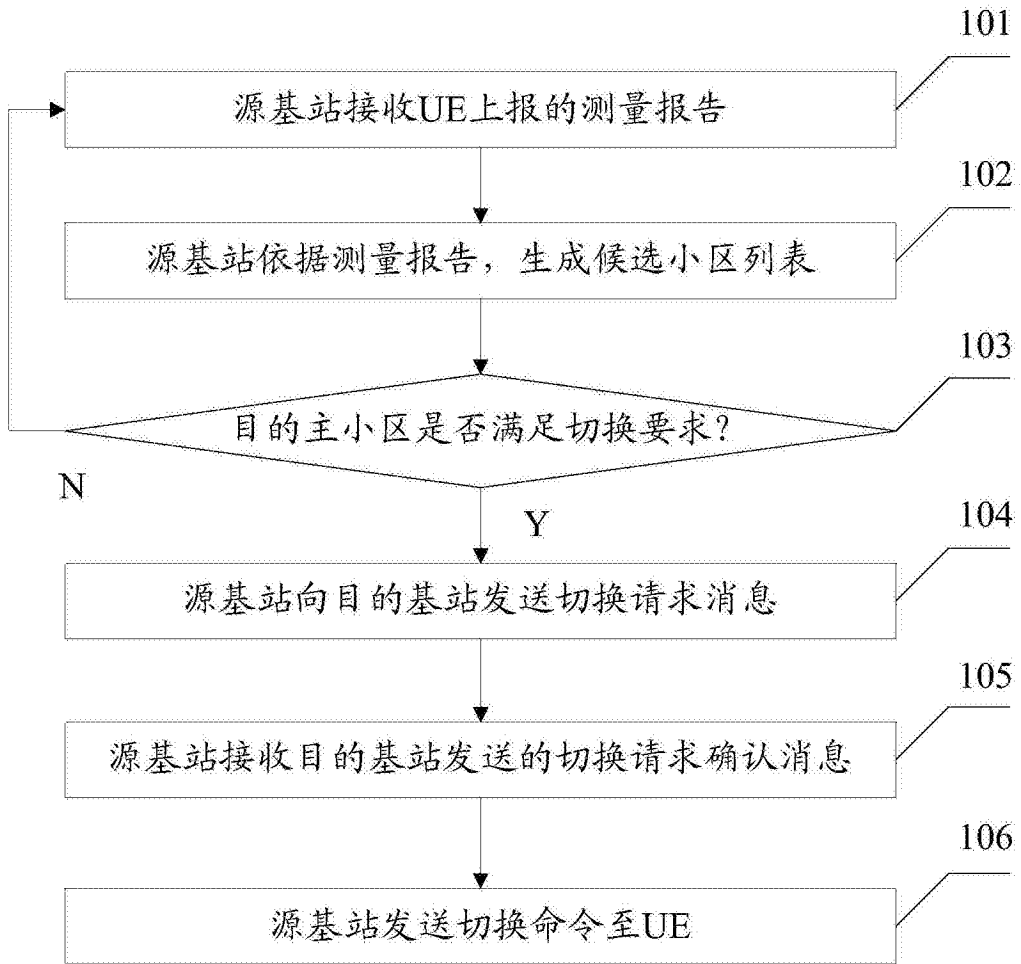 101
源基站接收UE上报的测量报告
102
源基站依据测量报告，生成候选小区列表
103
目的主小区是否满足切换要求？
N
Y
104
源基站向目的基站发送切换请求消息
105
源基站接收目的基站发送的切换请求确认消息
106
源基站发送切换命令至UE